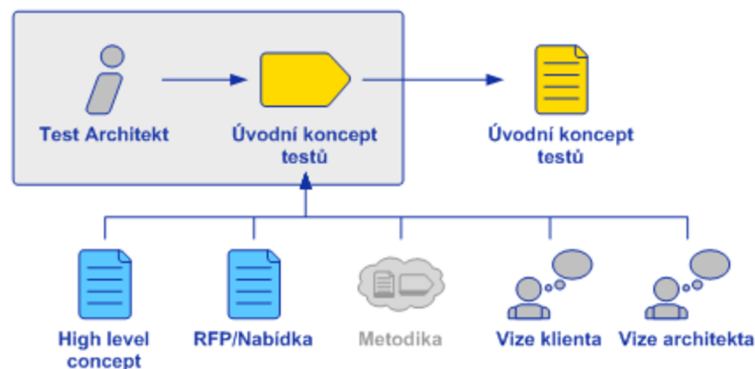 Test Architekt
Úvodní koncept
testů
Úvodní koncept
testů
High level
concept
RFP/Nabídka
Metodika
Vize klienta
Vize architekta